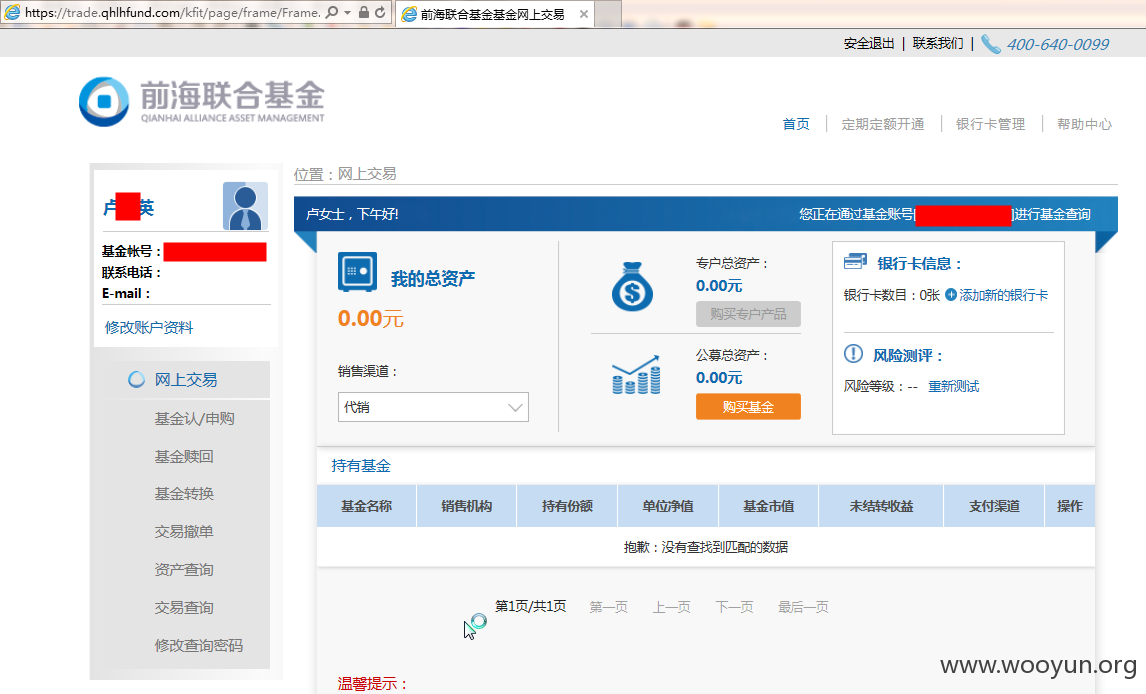 https://trade.qhlhfund.com/kfit/page/frame/Frame.
前海联合基金基金网上交易
安全退出 | 联系我们 | 400-640-0099
前海联合基金
QIANHAI ALLIANCE ASSET MANAGEMENT
首页 | 定期定额开通 | 银行卡管理 | 帮助中心
卢 英
基金帐号：
联系电话：
E-mail：
修改账户资料
网上交易
基金认/申购
基金赎回
基金转换
交易撤单
资产查询
交易查询
修改查询密码
位置：网上交易
卢女士，下午好!
您正在通过基金账号[ ]进行基金查询
我的总资产
0.00元
销售渠道：
代销
专户总资产：
0.00元
购买专户产品
公募总资产：
0.00元
购买基金
银行卡信息：
银行卡数目：0张 添加新的银行卡
风险测评：
风险等级：-- 重新测试
持有基金
基金名称 销售机构 持有份额 单位净值 基金市值 未结转收益 支付渠道 操作
抱歉：没有查找到匹配的数据
第1页/共1页 第一页 上一页 下一页 最后一页
温馨提示：
www.wooyun.org